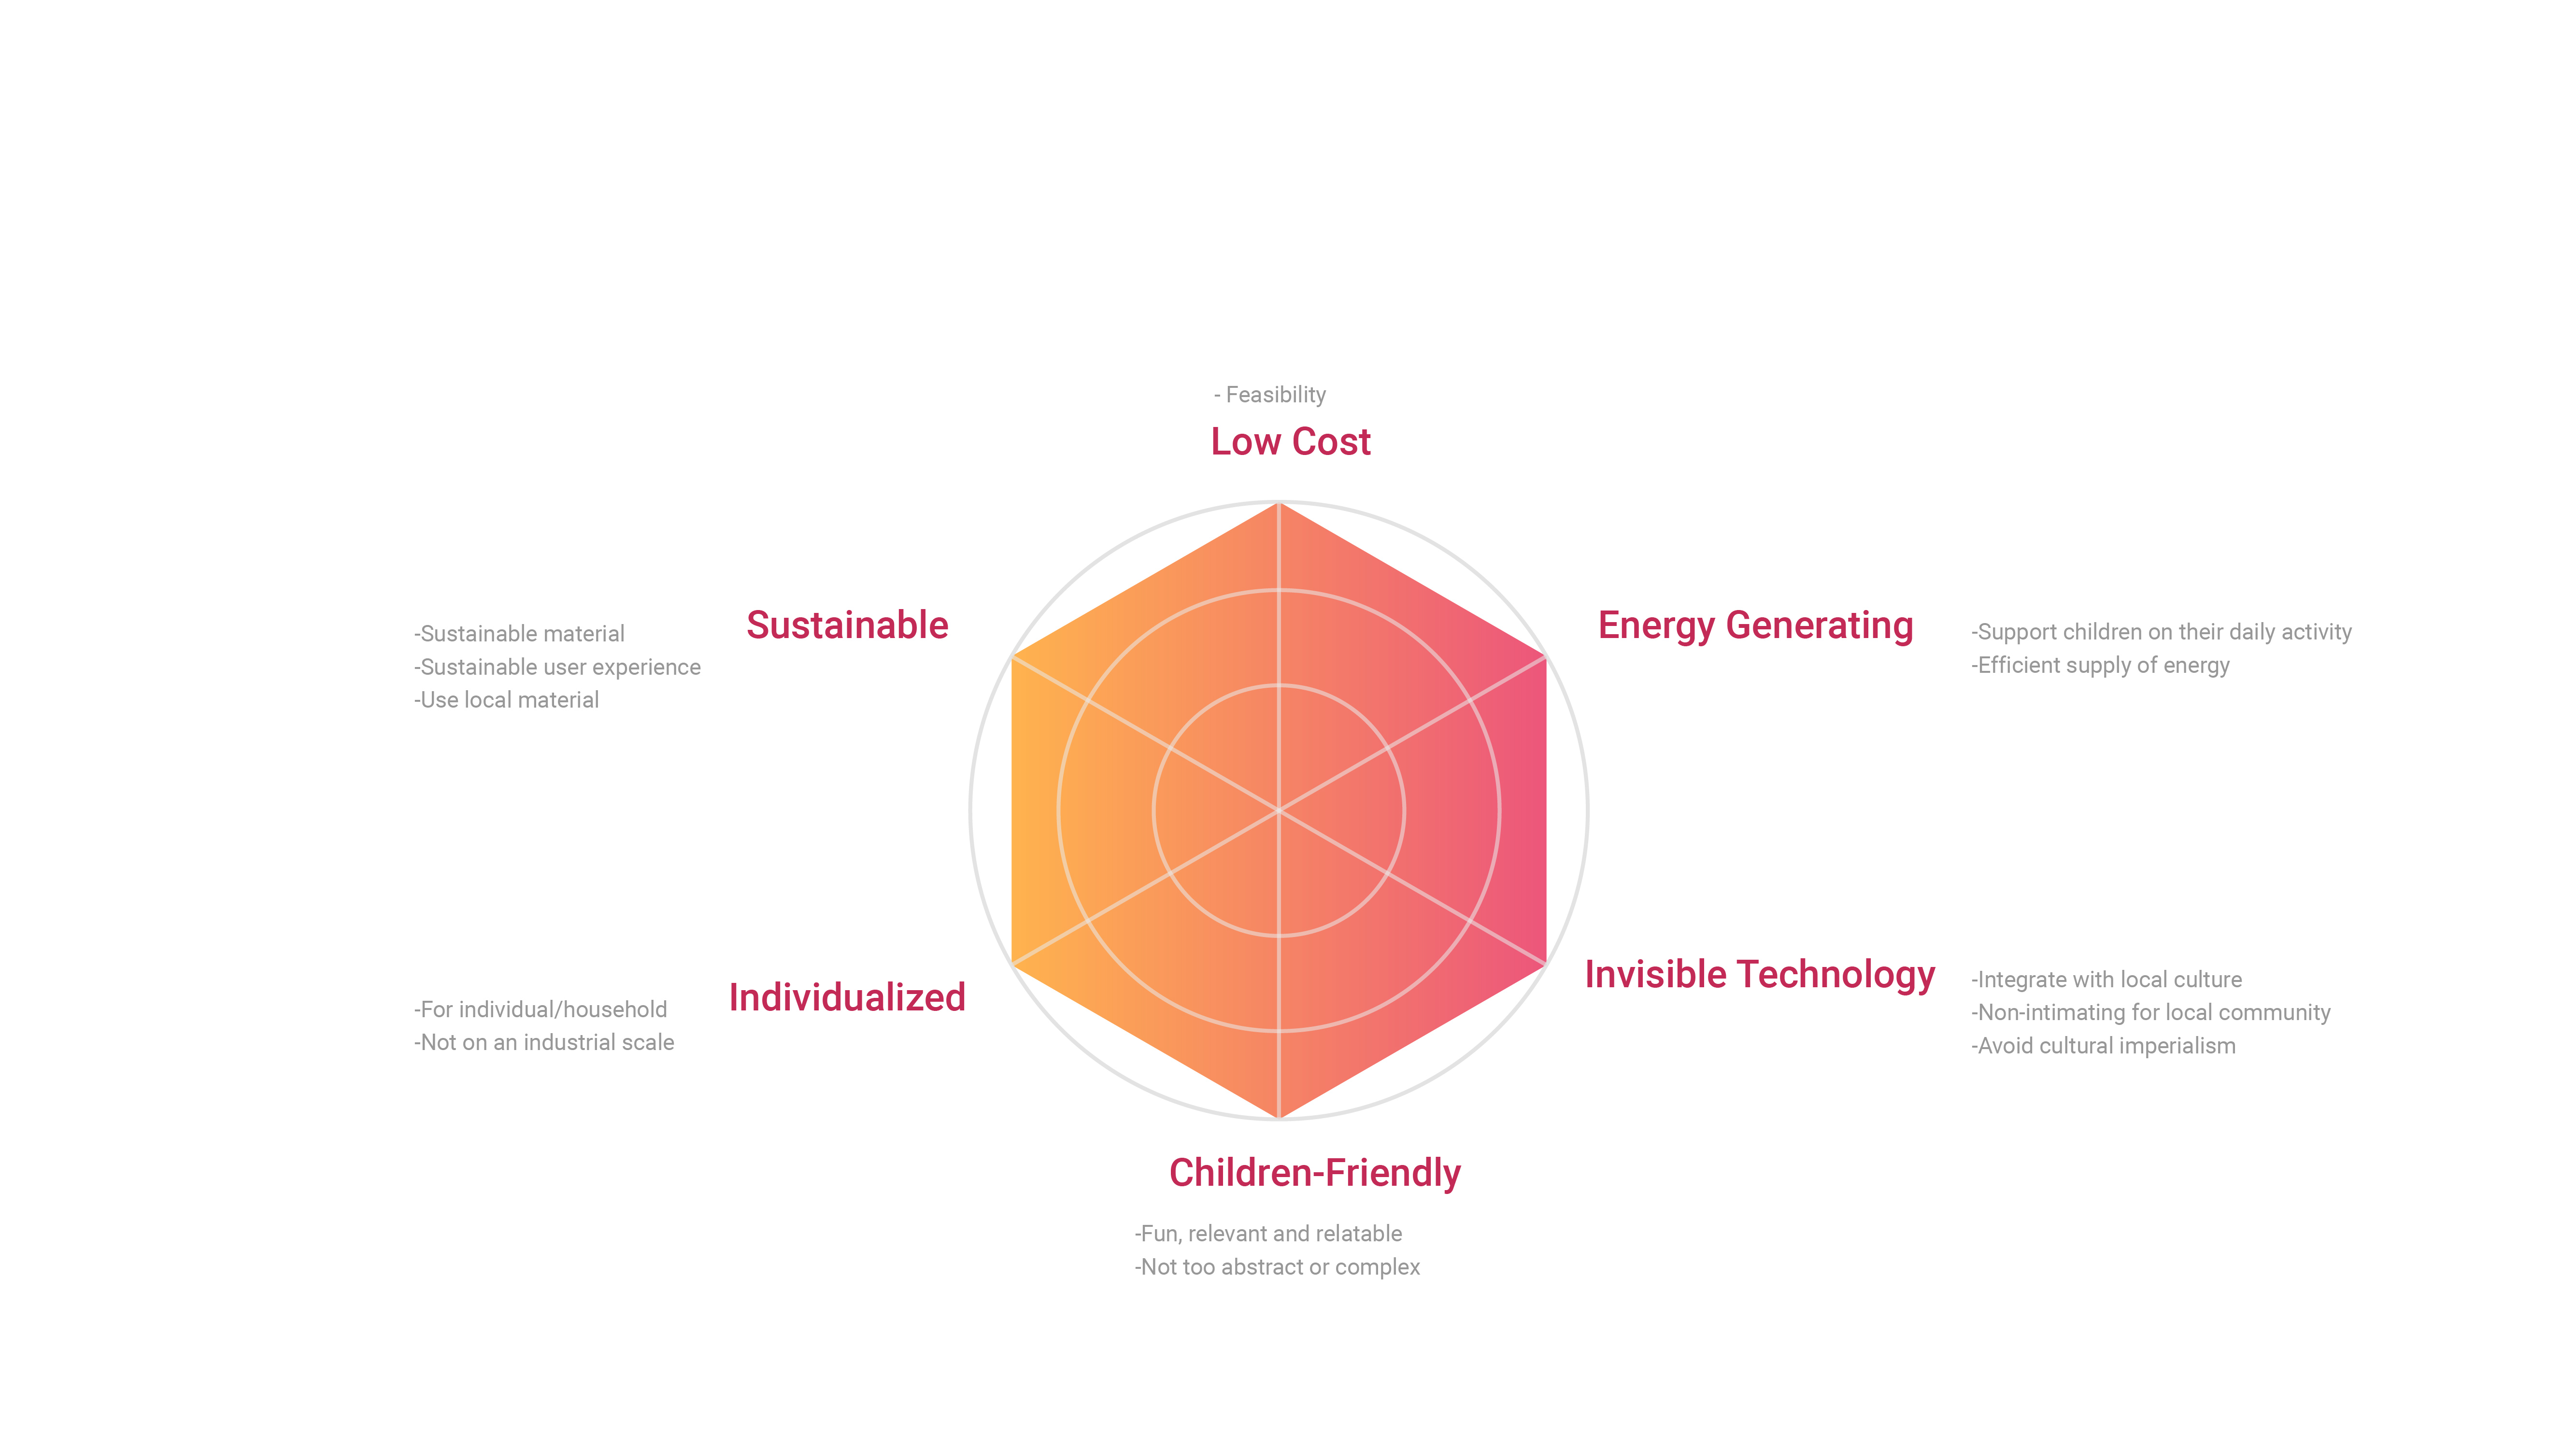 - Feasibility
Low Cost
Sustainable
-Sustainable material
-Sustainable user experience
-Use local material
Energy Generating
-Support children on their daily activity
-Efficient supply of energy
Individualized
-For individual/household
-Not on an industrial scale
Invisible Technology
-Integrate with local culture
-Non-intimating for local community
-Avoid cultural imperialism
Children-Friendly
-Fun, relevant and relatable
-Not too abstract or complex